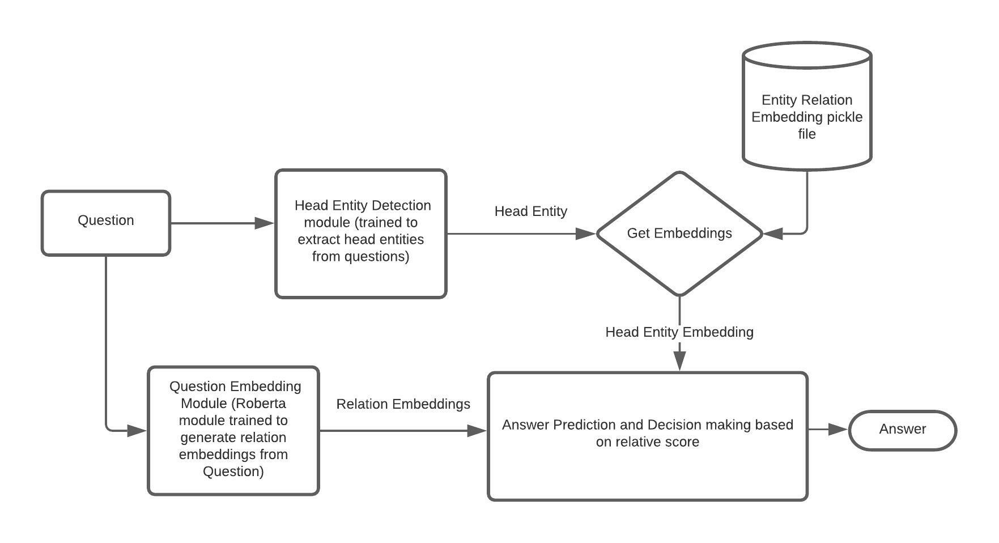 Entity Relation
Embedding pickle
file
Question
Head Entity Detection
module (trained to
extract head entities
from questions)
Head Entity
Get Embeddings
Head Entity Embedding
Question Embedding
Module (Roberta
module trained to
generate relation
embeddings from
Question)
Relation Embeddings
Answer Prediction and Decision making based
on relative score
Answer